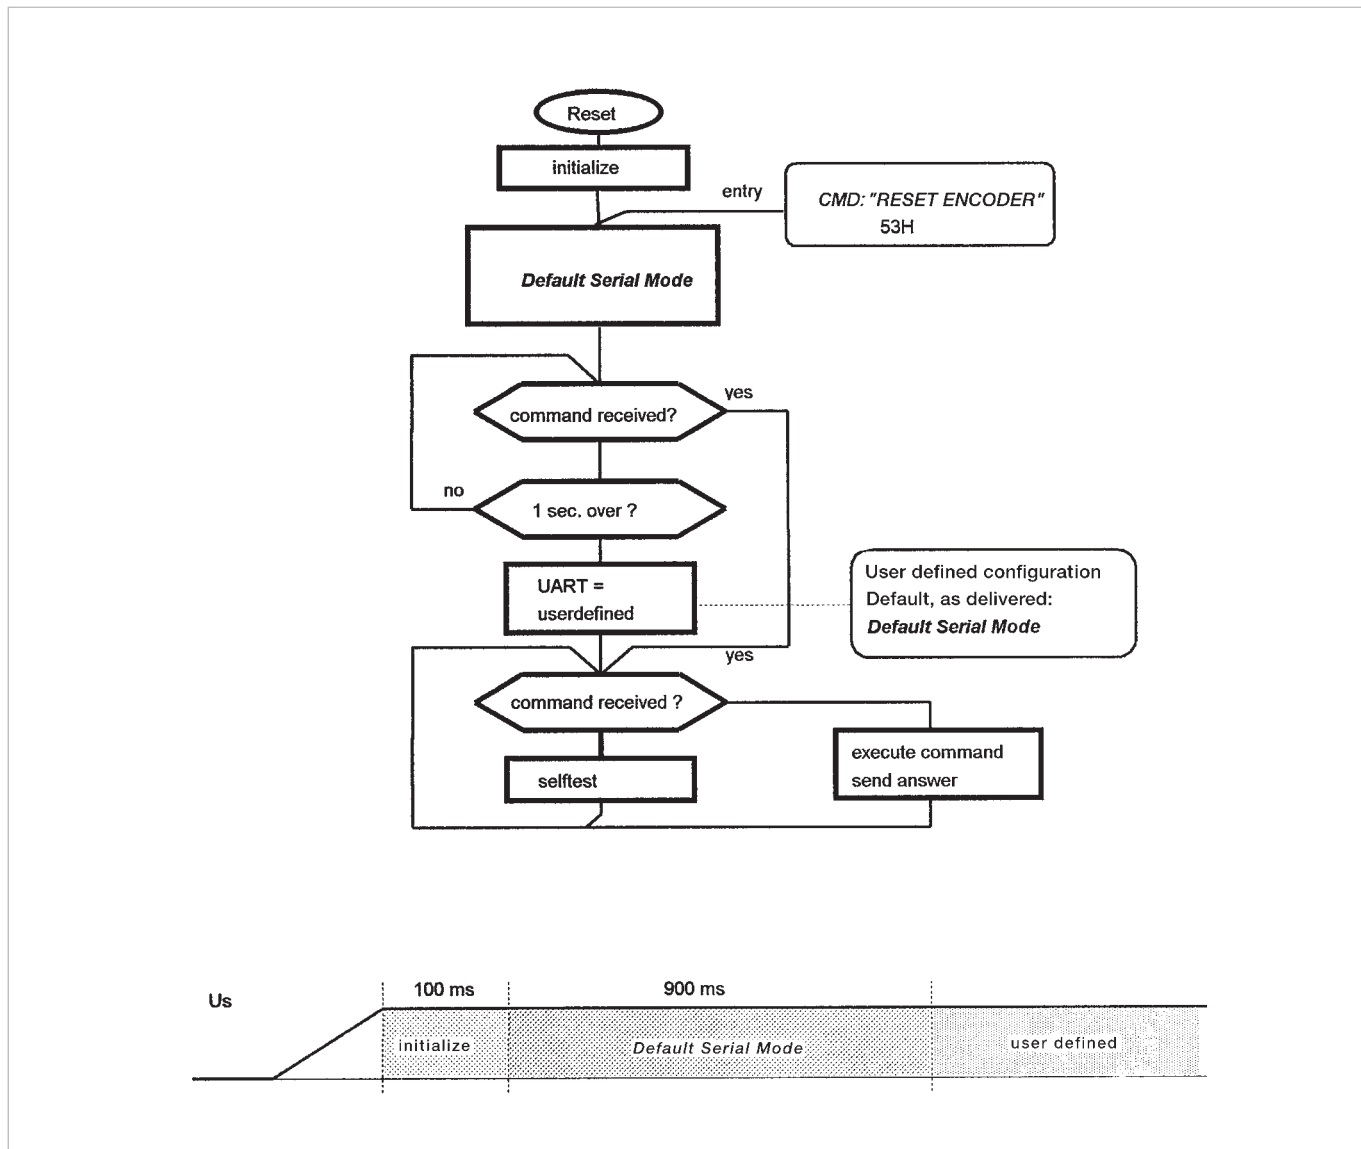 Reset
initialize
entry
CMD: "RESET ENCODER"
53H
Default Serial Mode
yes
command received?
no
1 sec. over ?
UART =
userdefined
User defined configuration
Default, as delivered:
Default Serial Mode
yes
command received ?
selftest
execute command
send answer
Us
100 ms
900 ms
initialize
Default Serial Mode
user defined